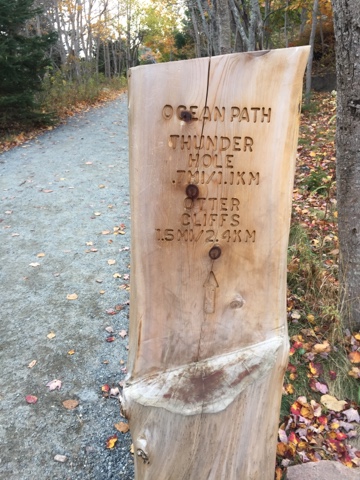 OCEAN PATH
THUNDER
HOLE
.7MI/1.1KM
OTTER
CLIFFS
1.5MI/2.4KM